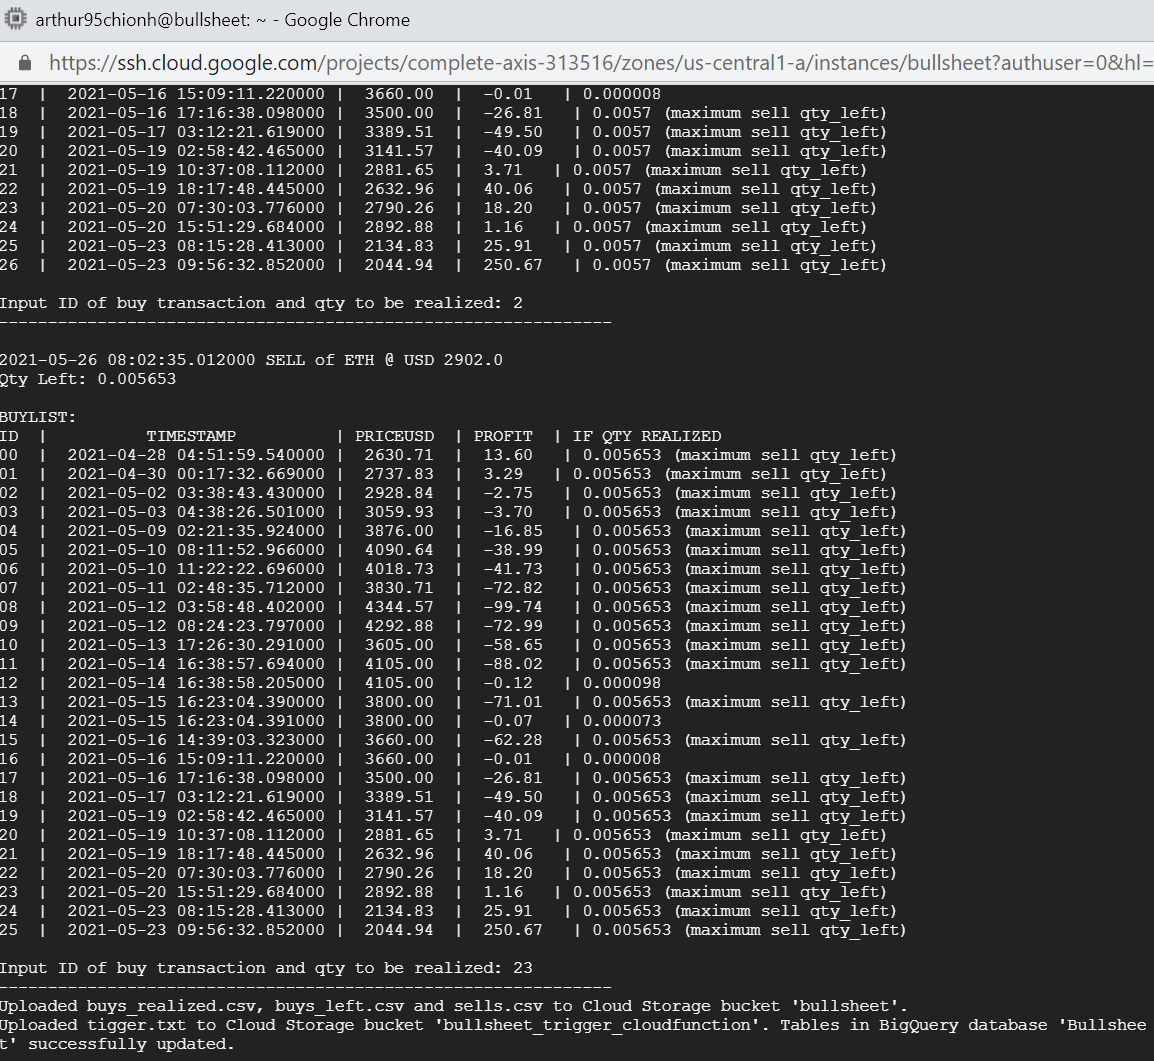 arthur95chionh@bullsheet: ~ - Google Chrome
https://ssh.cloud.google.com/projects/complete-axis-313516/zones/us-central1-a/instances/bullsheet?authuser=0&hl=
17 | 2021-05-16 15:09:11.220000 | 3660.00 | -0.01 | 0.000008
18 | 2021-05-16 17:16:38.098000 | 3500.00 | -26.81 | 0.0057 (maximum sell qty_left)
19 | 2021-05-17 03:12:21.619000 | 3389.51 | -49.50 | 0.0057 (maximum sell qty_left)
20 | 2021-05-19 02:58:42.465000 | 3141.57 | -40.09 | 0.0057 (maximum sell qty_left)
21 | 2021-05-19 10:37:08.112000 | 2881.65 | 3.71 | 0.0057 (maximum sell qty_left)
22 | 2021-05-19 18:17:48.445000 | 2632.96 | 40.06 | 0.0057 (maximum sell qty_left)
23 | 2021-05-20 07:30:03.776000 | 2790.26 | 18.20 | 0.0057 (maximum sell qty_left)
24 | 2021-05-20 15:51:29.684000 | 2892.88 | 1.16 | 0.0057 (maximum sell qty_left)
25 | 2021-05-23 08:15:28.413000 | 2134.83 | 25.91 | 0.0057 (maximum sell qty_left)
26 | 2021-05-23 09:56:32.852000 | 2044.94 | 250.67 | 0.0057 (maximum sell qty_left)
Input ID of buy transaction and qty to be realized: 2
--------------------------------------------------------------
2021-05-26 08:02:35.012000 SELL of ETH @ USD 2902.0
Qty Left: 0.005653
BUYLIST:
ID | TIMESTAMP | PRICEUSD | PROFIT | IF QTY REALIZED
00 | 2021-04-28 04:51:59.540000 | 2630.71 | 13.60 | 0.005653 (maximum sell qty_left)
01 | 2021-04-30 00:17:32.669000 | 2737.83 | 3.29 | 0.005653 (maximum sell qty_left)
02 | 2021-05-02 03:38:43.430000 | 2928.84 | -2.75 | 0.005653 (maximum sell qty_left)
03 | 2021-05-03 04:38:26.501000 | 3059.93 | -3.70 | 0.005653 (maximum sell qty_left)
04 | 2021-05-09 02:21:35.924000 | 3876.00 | -16.85 | 0.005653 (maximum sell qty_left)
05 | 2021-05-10 08:11:52.966000 | 4090.64 | -38.99 | 0.005653 (maximum sell qty_left)
06 | 2021-05-10 11:22:22.696000 | 4018.73 | -41.73 | 0.005653 (maximum sell qty_left)
07 | 2021-05-11 02:48:35.712000 | 3830.71 | -72.82 | 0.005653 (maximum sell qty_left)
08 | 2021-05-12 03:58:48.402000 | 4344.57 | -99.74 | 0.005653 (maximum sell qty_left)
09 | 2021-05-12 08:24:23.797000 | 4292.88 | -72.99 | 0.005653 (maximum sell qty_left)
10 | 2021-05-13 17:26:30.291000 | 3605.00 | -58.65 | 0.005653 (maximum sell qty_left)
11 | 2021-05-14 16:38:57.694000 | 4105.00 | -88.02 | 0.005653 (maximum sell qty_left)
12 | 2021-05-14 16:38:58.205000 | 4105.00 | -0.12 | 0.000098
13 | 2021-05-15 16:23:04.390000 | 3800.00 | -71.01 | 0.005653 (maximum sell qty_left)
14 | 2021-05-15 16:23:04.391000 | 3800.00 | -0.07 | 0.000073
15 | 2021-05-16 14:39:03.323000 | 3660.00 | -62.28 | 0.005653 (maximum sell qty_left)
16 | 2021-05-16 15:09:11.220000 | 3660.00 | -0.01 | 0.000008
17 | 2021-05-16 17:16:38.098000 | 3500.00 | -26.81 | 0.005653 (maximum sell qty_left)
18 | 2021-05-17 03:12:21.619000 | 3389.51 | -49.50 | 0.005653 (maximum sell qty_left)
19 | 2021-05-19 02:58:42.465000 | 3141.57 | -40.09 | 0.005653 (maximum sell qty_left)
20 | 2021-05-19 10:37:08.112000 | 2881.65 | 3.71 | 0.005653 (maximum sell qty_left)
21 | 2021-05-19 18:17:48.445000 | 2632.96 | 40.06 | 0.005653 (maximum sell qty_left)
22 | 2021-05-20 07:30:03.776000 | 2790.26 | 18.20 | 0.005653 (maximum sell qty_left)
23 | 2021-05-20 15:51:29.684000 | 2892.88 | 1.16 | 0.005653 (maximum sell qty_left)
24 | 2021-05-23 08:15:28.413000 | 2134.83 | 25.91 | 0.005653 (maximum sell qty_left)
25 | 2021-05-23 09:56:32.852000 | 2044.94 | 250.67 | 0.005653 (maximum sell qty_left)
Input ID of buy transaction and qty to be realized: 23
--------------------------------------------------------------
Uploaded buys_realized.csv, buys_left.csv and sells.csv to Cloud Storage bucket 'bullsheet'.
Uploaded tigger.txt to Cloud Storage bucket 'bullsheet_trigger_cloudfunction'. Tables in BigQuery database 'Bullshee
t' successfully updated.